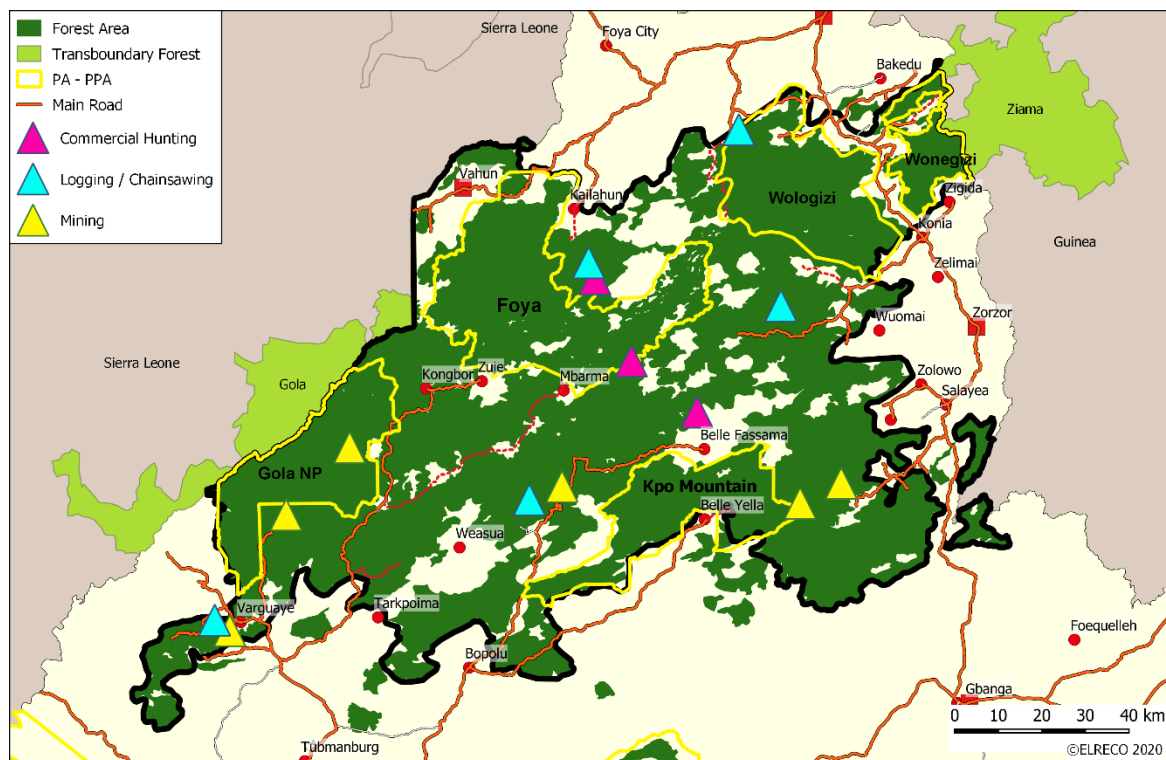 Forest Area
Transboundary Forest
PA - PPA
Main Road
Commercial Hunting
Logging / Chainsawing
Mining
Sierra Leone
Foya City
Bakedu
Ziama
Wonegizi
Vahun
Kailahun
Wologizi
Zigida
Konia
Guinea
Zelimai
Foya
Wuomai
Zorzor
Sierra Leone
Gola
Kongbor
Zuie
Mbarma
Zolowo
Salayea
Belle Fassama
Gola NP
Kpo Mountain
Belle Yella
Weasua
Varguaye
Tarkpoima
Foequelleh
Bopolu
Gbanga
Tubmanburg
0 10 20 30 40 km
©ELRECO 2020